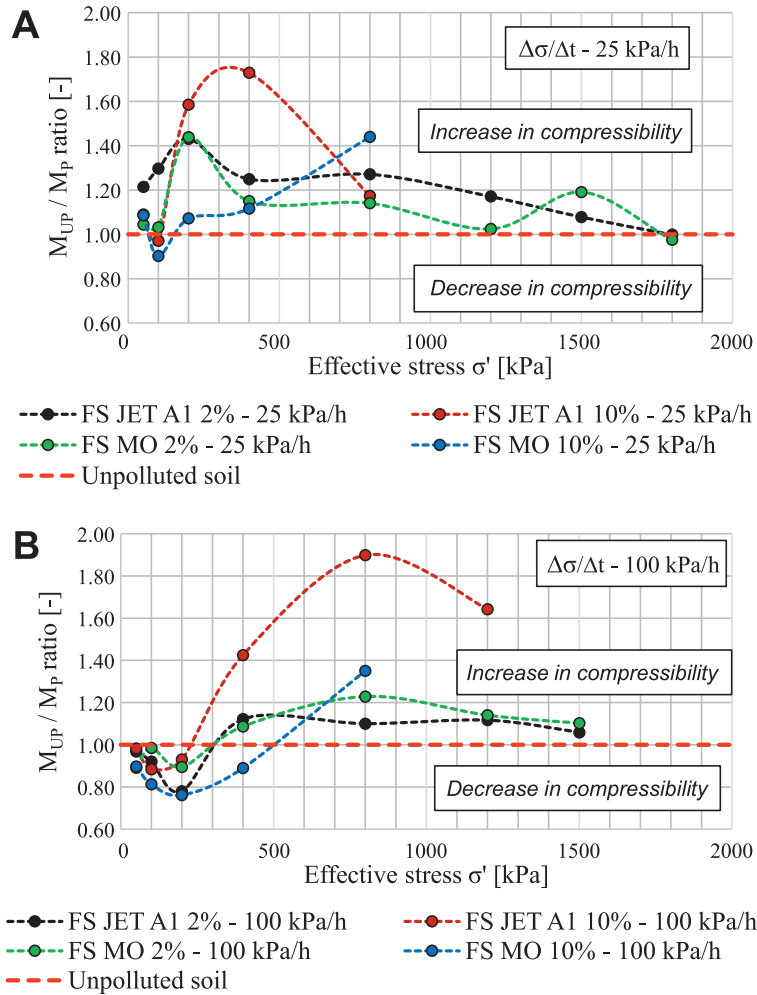 A
2.00
1.80
1.60
1.40
1.20
1.00
0.80
0.60
M_UP / M_P ratio [-]
Δσ/Δt - 25 kPa/h
Increase in compressibility
Decrease in compressibility
0 500 1000 1500 2000
Effective stress σ' [kPa]
FS JET A1 2% - 25 kPa/h
FS JET A1 10% - 25 kPa/h
FS MO 2% - 25 kPa/h
FS MO 10% - 25 kPa/h
Unpolluted soil
B
2.00
1.80
1.60
1.40
1.20
1.00
0.80
0.60
M_UP / M_P ratio [-]
Δσ/Δt - 100 kPa/h
Increase in compressibility
Decrease in compressibility
0 500 1000 1500 2000
Effective stress σ' [kPa]
FS JET A1 2% - 100 kPa/h
FS JET A1 10% - 100 kPa/h
FS MO 2% - 100 kPa/h
FS MO 10% - 100 kPa/h
Unpolluted soil